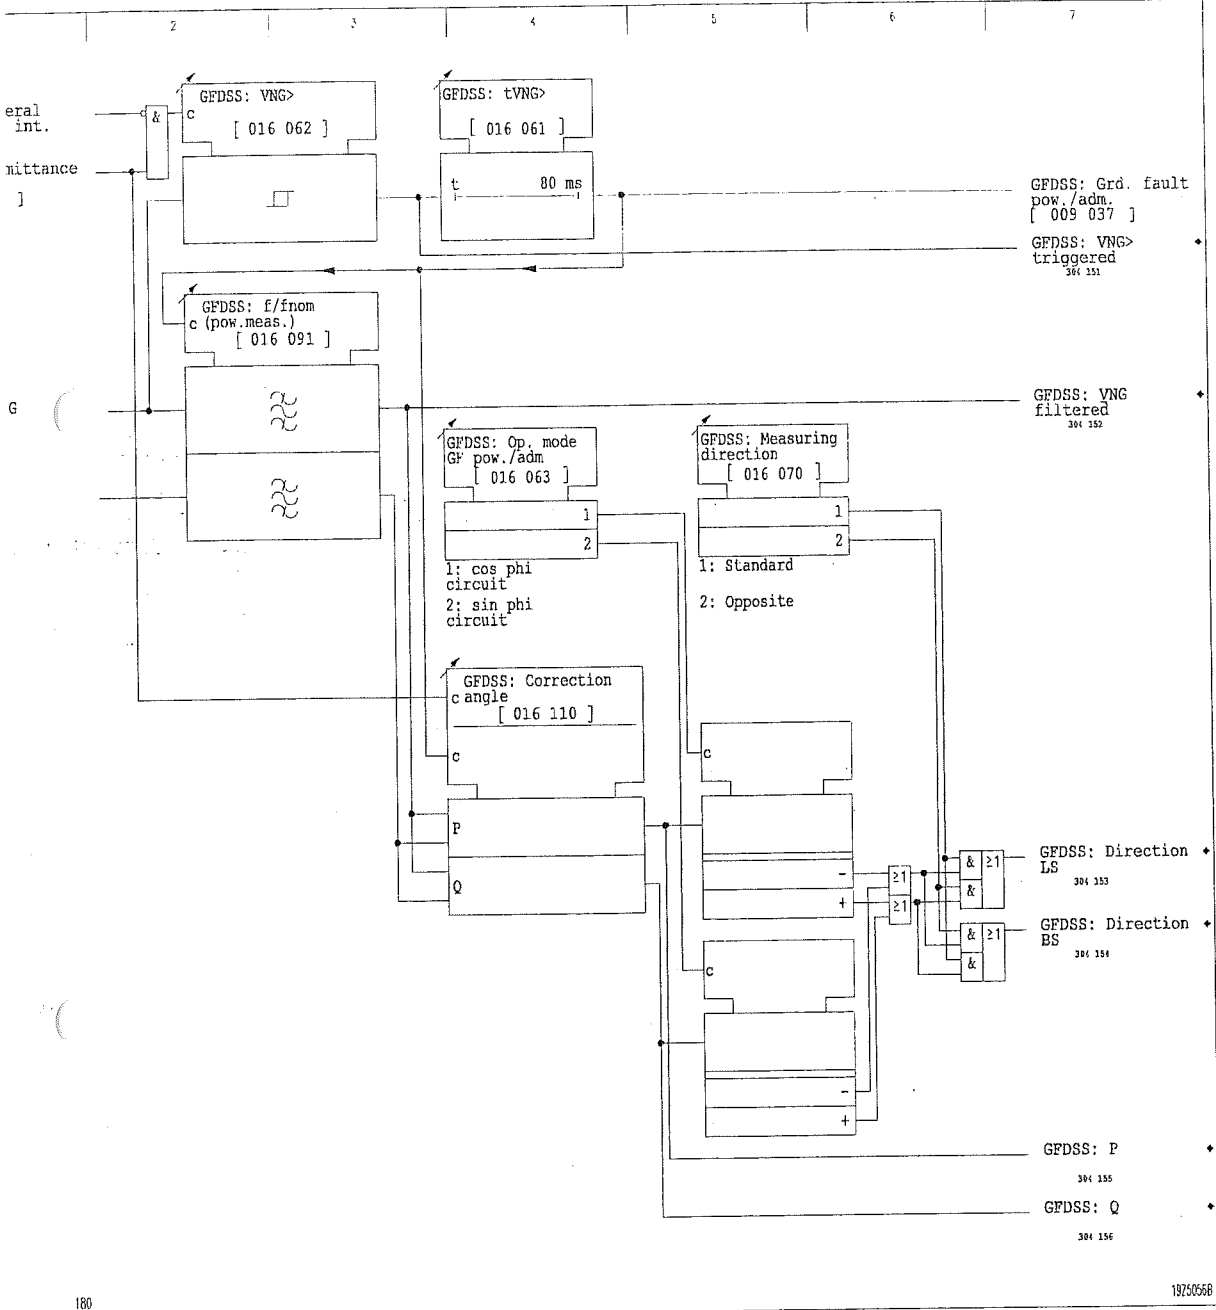 2 3 4 5 6 7
GFDSS: VNG>
c
[ 016 062 ]
GFDSS: tVNG>
[ 016 061 ]
eral
int.
&
mittance
]
t 80 ms
GFDSS: Grd. fault
pow./adm.
[ 009 037 ]
GFDSS: VNG>
triggered
304 151
GFDSS: f/fnom
c (pow.meas.)
[ 016 091 ]
G
GFDSS: VNG
filtered
304 152
GFDSS: Op. mode
GF pow./adm
[ 016 063 ]
1
2
1: cos phi
circuit
2: sin phi
circuit
GFDSS: Measuring
direction
[ 016 070 ]
1
2
1: Standard
2: Opposite
GFDSS: Correction
c angle
[ 016 110 ]
c
P
Q
c
-
+
≥1
≥1
& ≥1
&
GFDSS: Direction
LS
304 153
& ≥1
&
GFDSS: Direction
BS
304 154
c
-
+
GFDSS: P
304 155
GFDSS: Q
304 156
180
19Z5056B